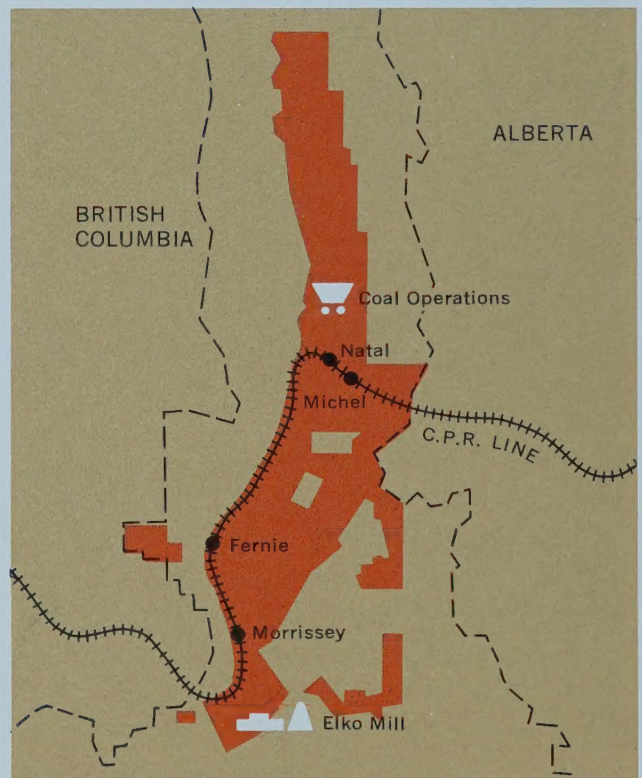 ALBERTA
BRITISH
COLUMBIA
Coal Operations
Natal
Michel
C.P.R. LINE
Fernie
Morrissey
Elko Mill